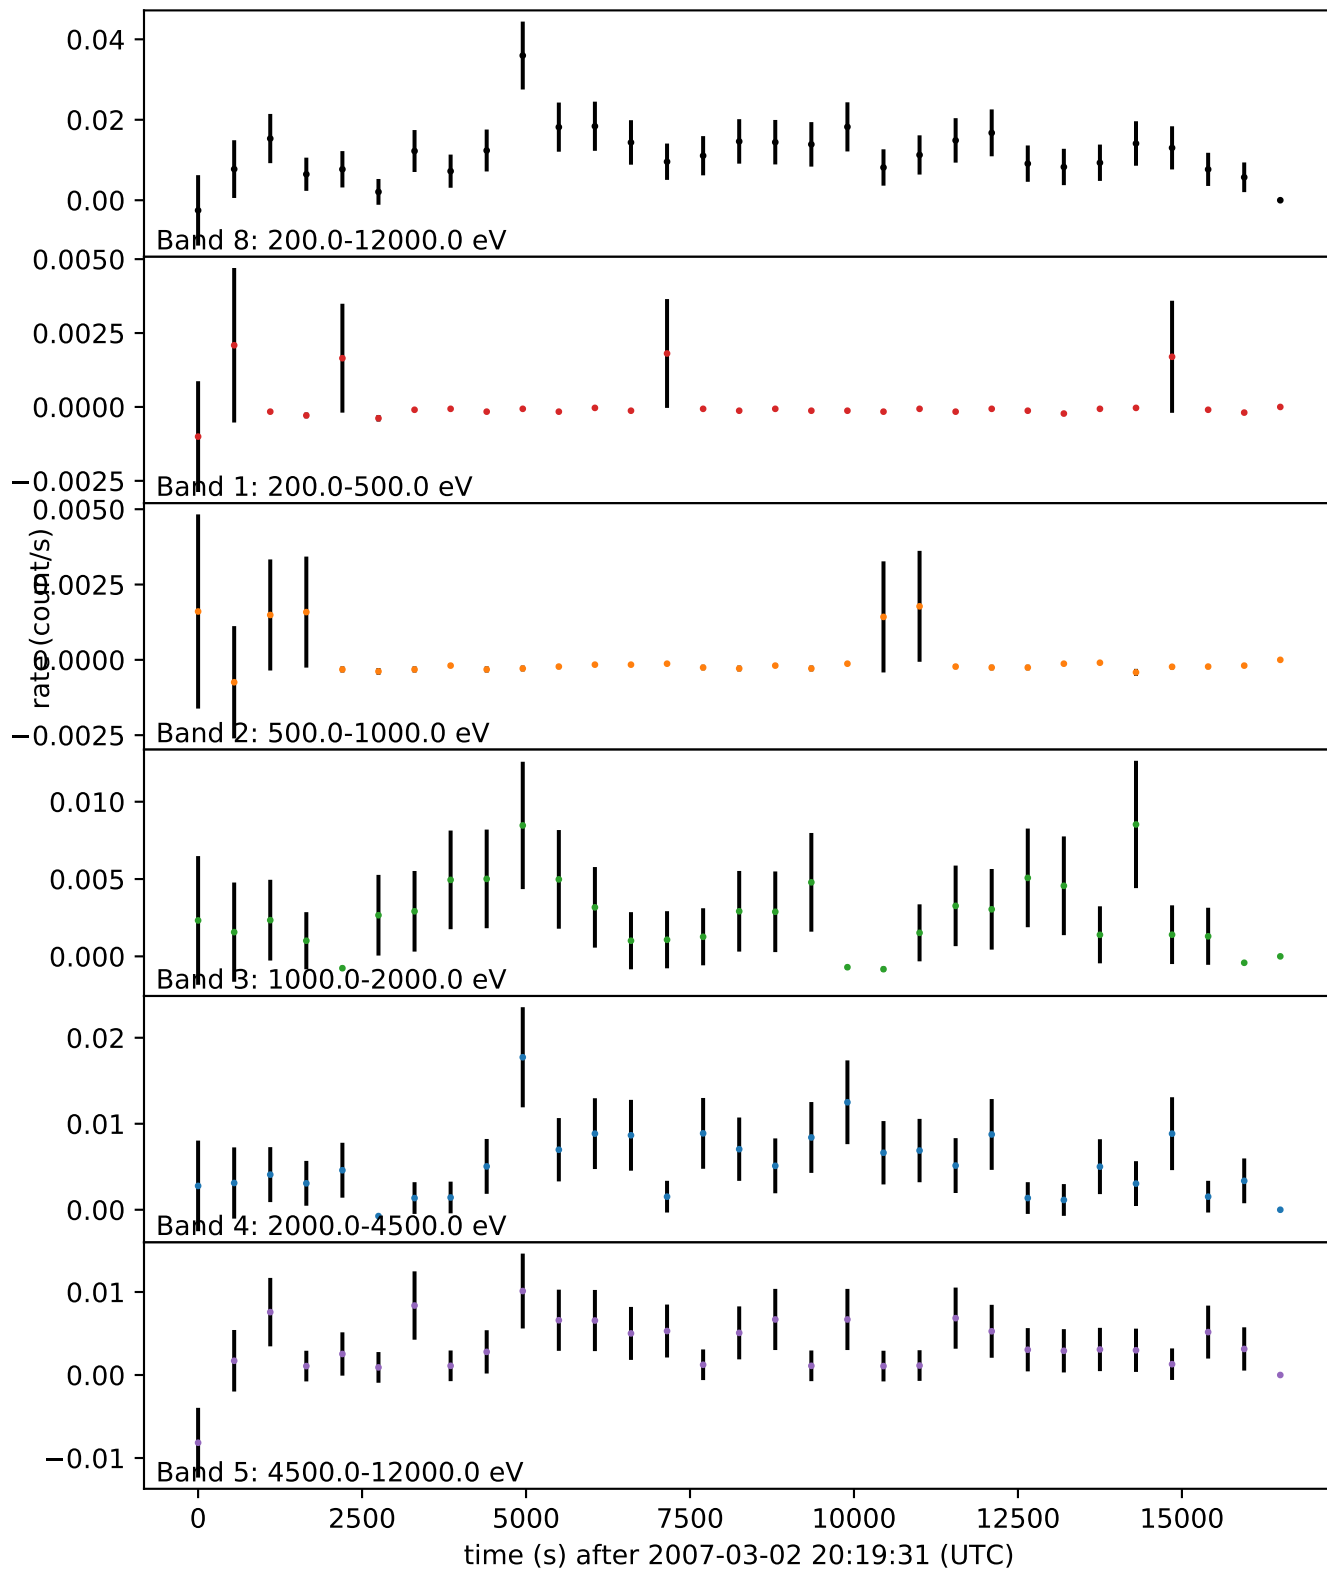 0.04
0.02
0.00
Band 8: 200.0-12000.0 eV
0.0050
0.0025
0.0000
−0.0025
Band 1: 200.0-500.0 eV
0.0050
0.0025
0.0000
−0.0025
Band 2: 500.0-1000.0 eV
rate (count/s)
0.010
0.005
0.000
Band 3: 1000.0-2000.0 eV
0.02
0.01
0.00
Band 4: 2000.0-4500.0 eV
0.01
0.00
−0.01
Band 5: 4500.0-12000.0 eV
0 2500 5000 7500 10000 12500 15000
time (s) after 2007-03-02 20:19:31 (UTC)